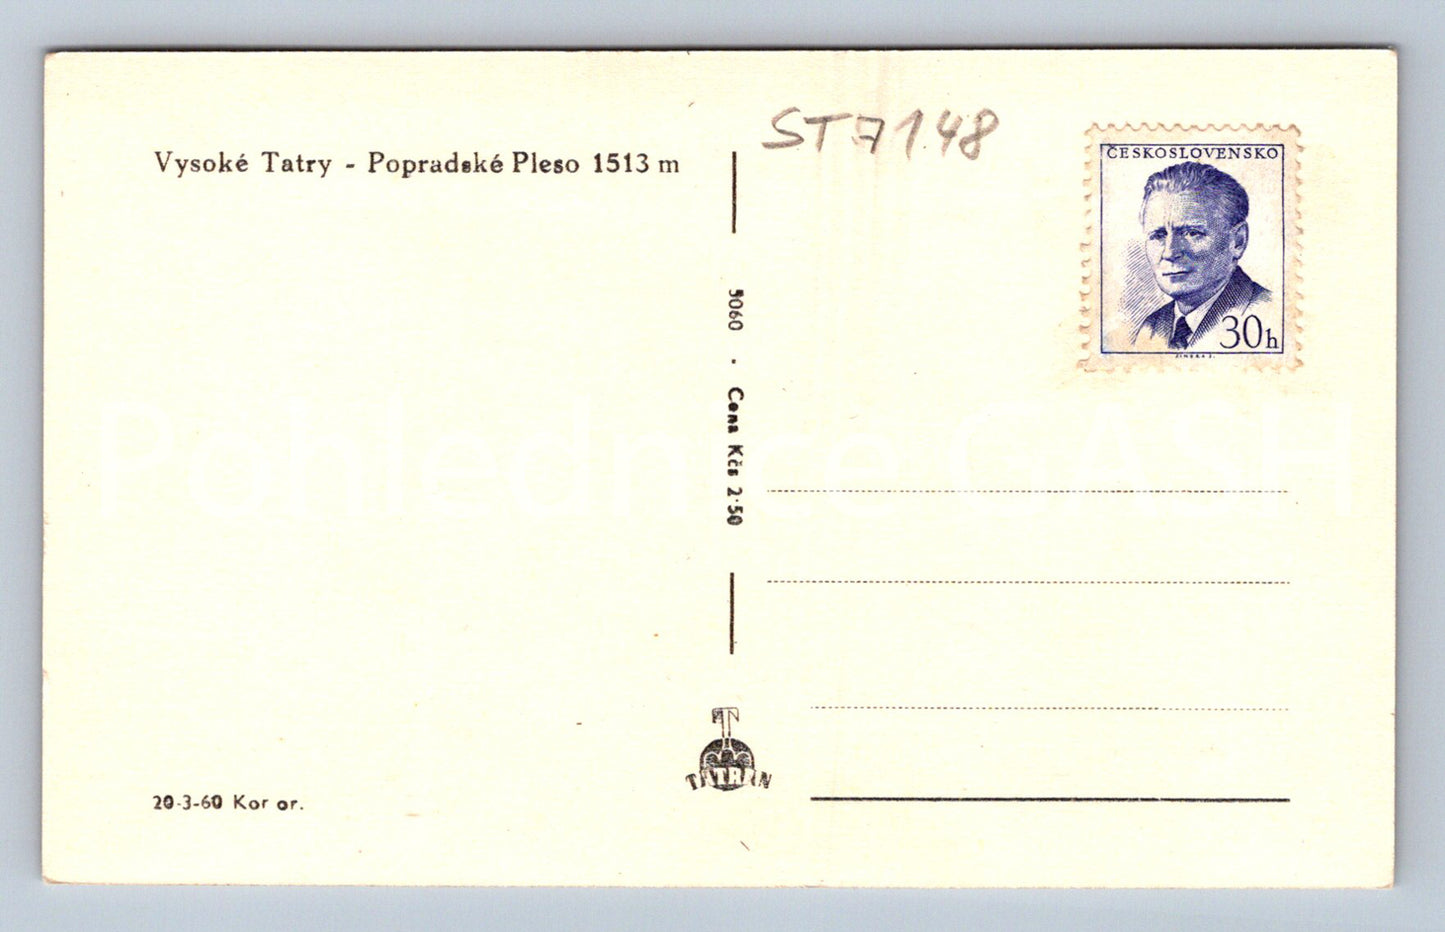 Vysoké Tatry - Popradské Pleso 1513 m
ST7148
ČESKOSLOVENSKO
30h
5060 · Cena Kčs 2·50
Pohlednice GASH
TATRAN
20-3-60 Kor or.